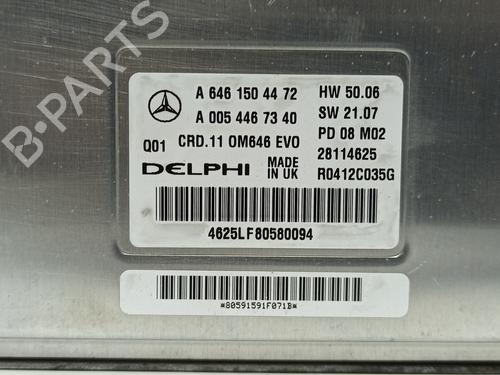 A 646 150 44 72 HW 50.06
A 005 446 73 40 SW 21.07
Q01 CRD.11 OM646 EVO PD 08 M02
DELPHI MADE IN UK 28114625
R0412C035G
4625LF80580094
*80591591F071B*
B-PARTS